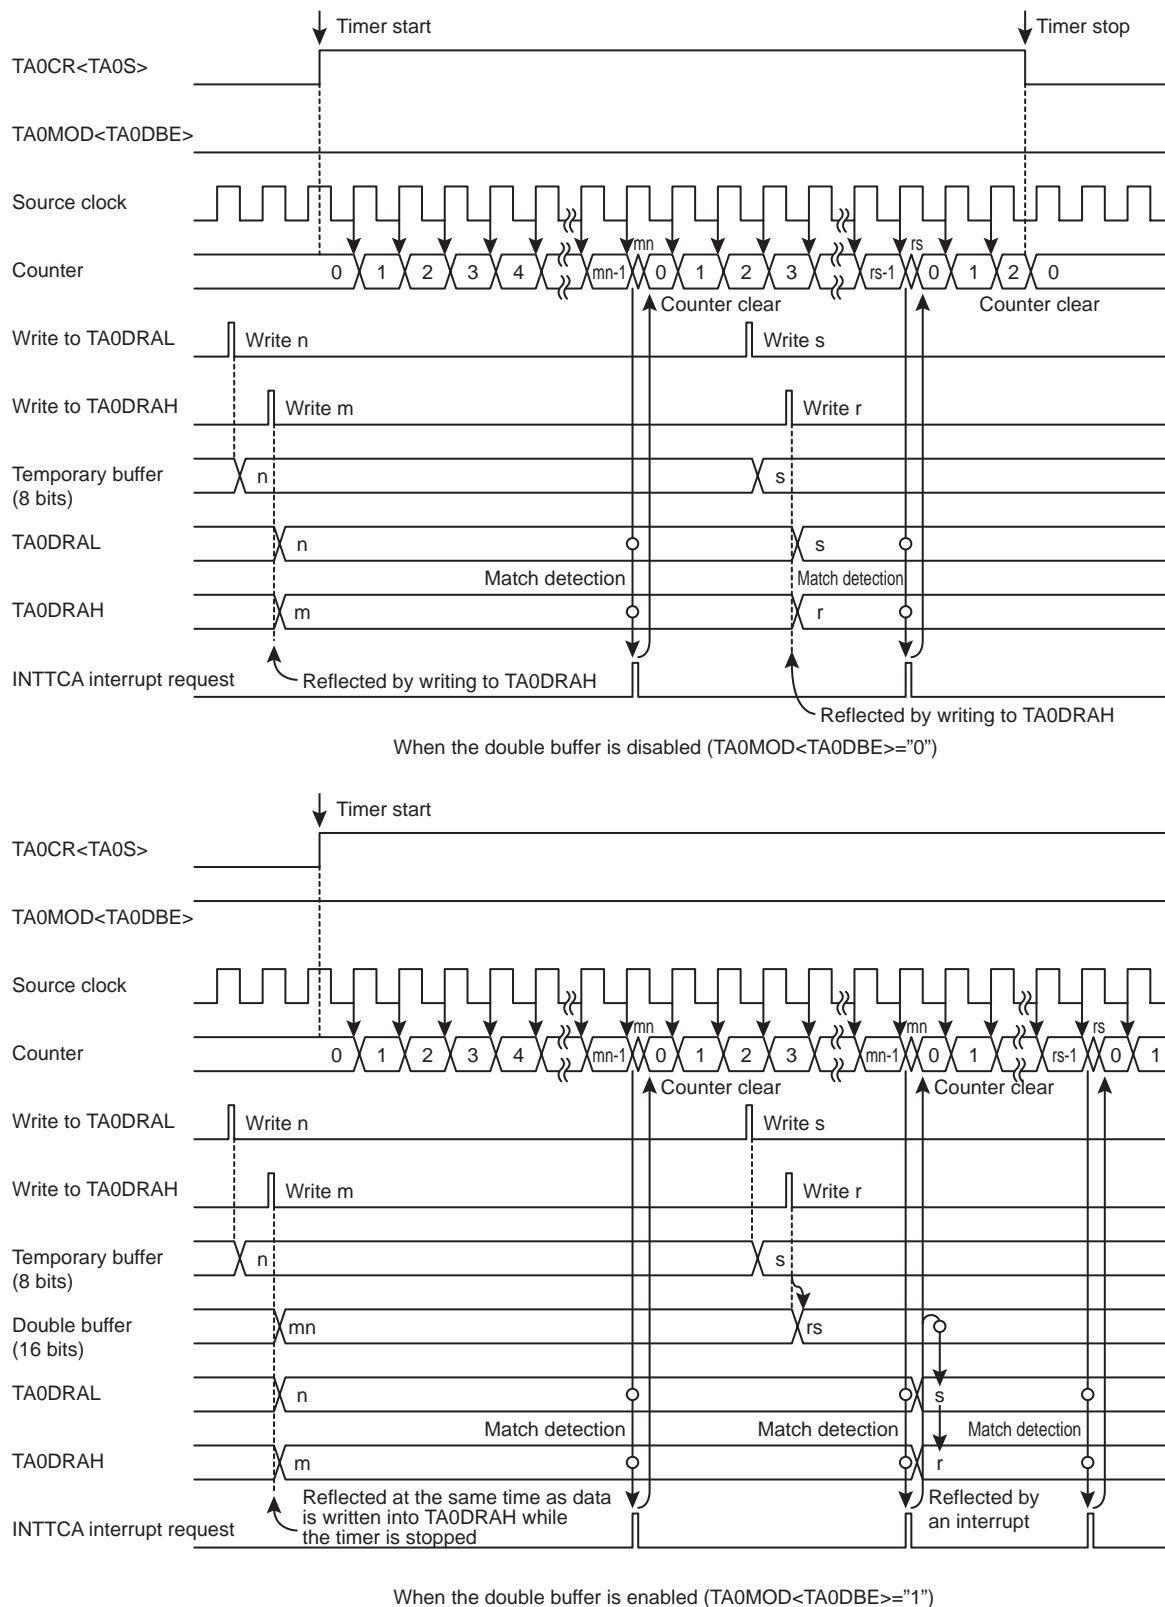 Timer start
Timer stop
TA0CR<TA0S>
TA0MOD<TA0DBE>
Source clock
mn
rs
Counter
0 1 2 3 4 mn-1 0 1 2 3 rs-1 0 1 2 0
Counter clear
Counter clear
Write to TA0DRAL
Write n
Write s
Write to TA0DRAH
Write m
Write r
Temporary buffer
(8 bits)
n
s
TA0DRAL
n
s
Match detection
Match detection
TA0DRAH
m
r
INTTCA interrupt request
Reflected by writing to TA0DRAH
Reflected by writing to TA0DRAH
When the double buffer is disabled (TA0MOD<TA0DBE>=”0”)
Timer start
TA0CR<TA0S>
TA0MOD<TA0DBE>
Source clock
mn
mn
rs
Counter
0 1 2 3 4 mn-1 0 1 2 3 mn-1 0 1 rs-1 0 1
Counter clear
Counter clear
Write to TA0DRAL
Write n
Write s
Write to TA0DRAH
Write m
Write r
Temporary buffer
(8 bits)
n
s
Double buffer
(16 bits)
mn
rs
TA0DRAL
n
s
Match detection
Match detection
Match detection
TA0DRAH
m
r
Reflected at the same time as data
is written into TA0DRAH while
the timer is stopped
Reflected by
an interrupt
INTTCA interrupt request
When the double buffer is enabled (TA0MOD<TA0DBE>=”1”)